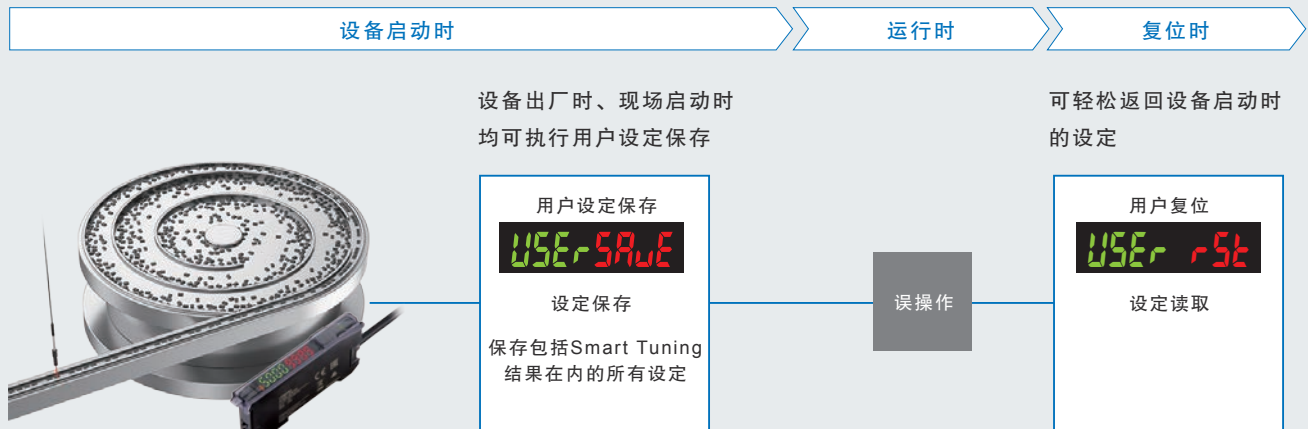 设备启动时
运行时
复位时
设备出厂时、现场启动时
均可执行用户设定保存
可轻松返回设备启动时
的设定
用户设定保存
USEr SAvE
设定保存
保存包括Smart Tuning
结果在内的所有设定
误操作
用户复位
USEr rSt
设定读取